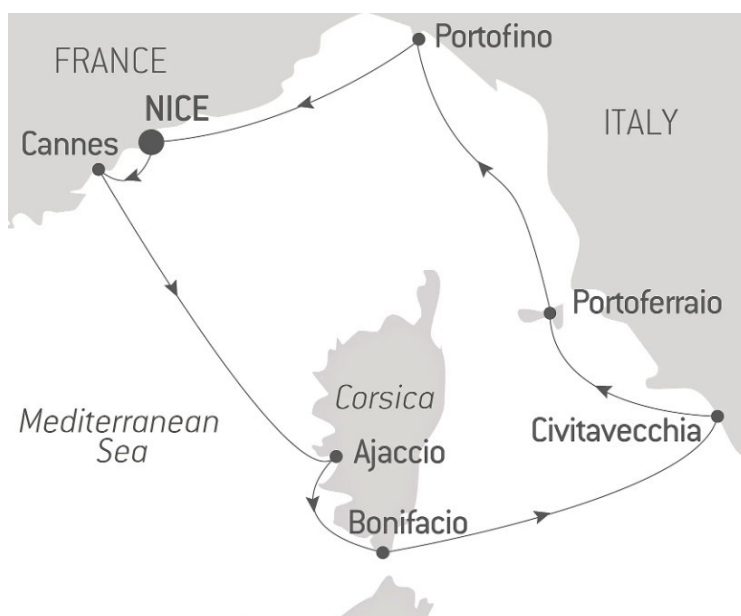 Portofino
FRANCE
NICE
ITALY
Cannes
Portoferraio
Corsica
Mediterranean
Sea
Civitavecchia
Ajaccio
Bonifacio